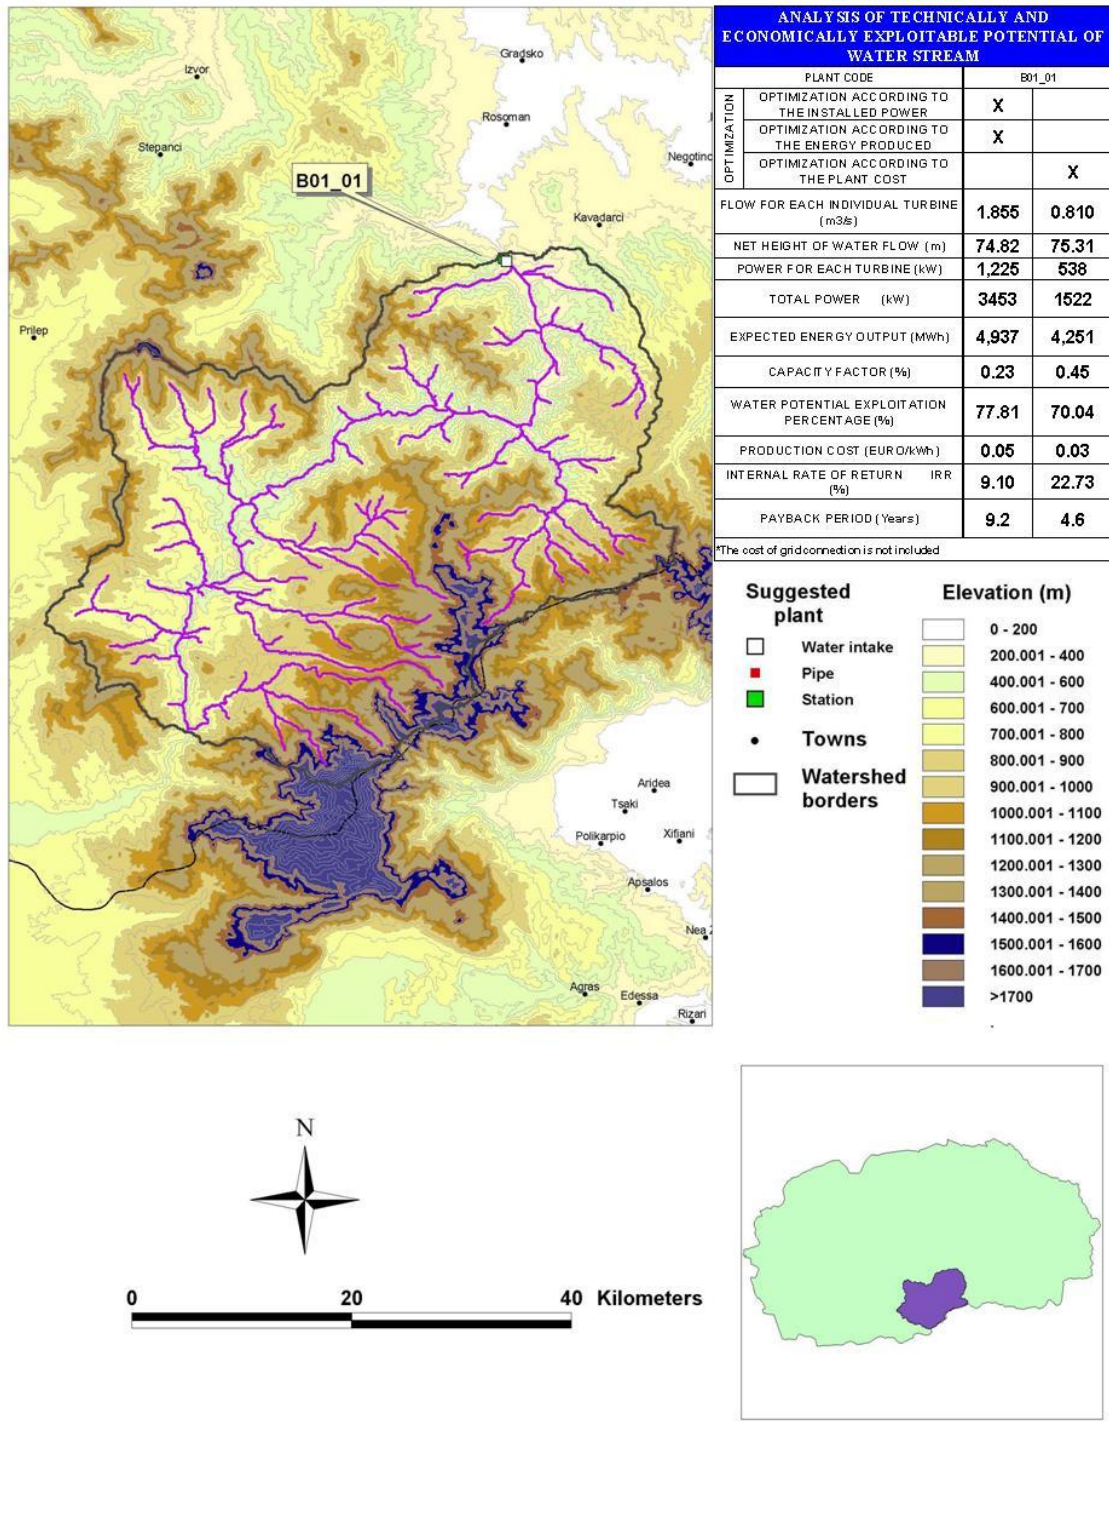 Gradsko
Izvor
Rosoman
Stepanci
Negotinc
B01_01
Kavadarci
Prilep
Aridea
Tsaki
Polikarpio
Xifiani
Apsalos
Nea
Agras
Edessa
Rizari
ANALYSIS OF TECHNICALLY AND
ECONOMICALLY EXPLOITABLE POTENTIAL OF
WATER STREAM
PLANT CODE B01_01
OPTIMIZATION
OPTIMIZATION ACCORDING TO
THE INSTALLED POWER X
OPTIMIZATION ACCORDING TO
THE ENERGY PRODUCED X
OPTIMIZATION ACCORDING TO
THE PLANT COST X
FLOW FOR EACH INDIVIDUAL TURBINE
(m3/s) 1.855 0.810
NET HEIGHT OF WATER FLOW (m) 74.82 75.31
POWER FOR EACH TURBINE (kW) 1,225 538
TOTAL POWER (kW) 3453 1522
EXPECTED ENERGY OUTPUT (MWh) 4,937 4,251
CAPACITY FACTOR (%) 0.23 0.45
WATER POTENTIAL EXPLOITATION
PERCENTAGE (%) 77.81 70.04
PRODUCTION COST (EURO/kWh) 0.05 0.03
INTERNAL RATE OF RETURN IRR
(%) 9.10 22.73
PAYBACK PERIOD (Years) 9.2 4.6
*The cost of grid connection is not included
Suggested
plant
Water intake
Pipe
Station
Towns
Watershed
borders
Elevation (m)
0 - 200
200.001 - 400
400.001 - 600
600.001 - 700
700.001 - 800
800.001 - 900
900.001 - 1000
1000.001 - 1100
1100.001 - 1200
1200.001 - 1300
1300.001 - 1400
1400.001 - 1500
1500.001 - 1600
1600.001 - 1700
>1700
N
0 20 40 Kilometers